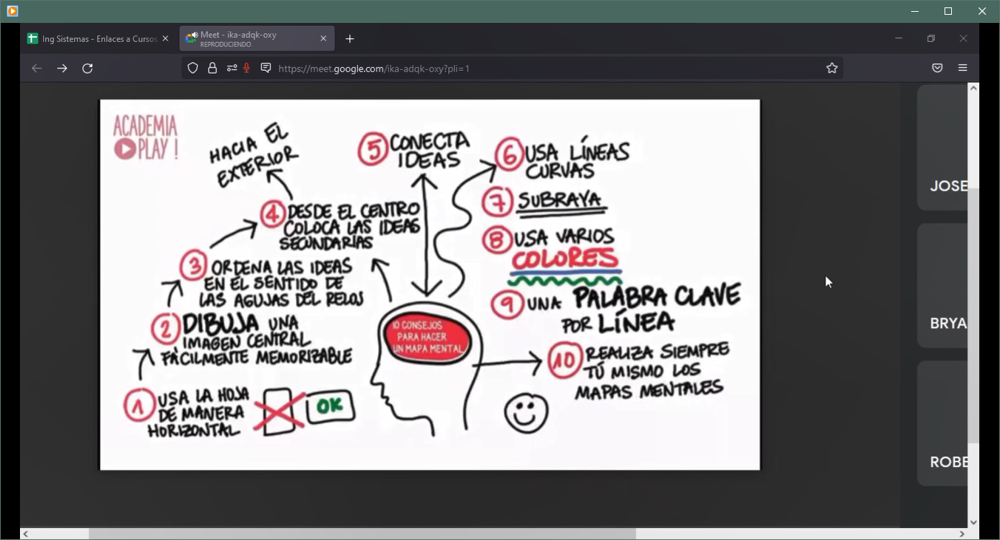 Ing Sistemas - Enlaces a Cursos
Meet - ika-adqk-oxy
REPRODUCIENDO
https://meet.google.com/ika-adqk-oxy?pli=1
ACADEMIA
PLAY !
HACIA EL
EXTERIOR
5 CONECTA
IDEAS
6 USA LÍNEAS
CURVAS
7 SUBRAYA
4 DESDE EL CENTRO
COLOCA LAS IDEAS
SECUNDARIAS
8 USA VARIOS
COLORES
3 ORDENA LAS IDEAS
EN EL SENTIDO DE
LAS AGUJAS DEL RELOJ
9 UNA PALABRA CLAVE
POR LÍNEA
2 DIBUJA UNA
IMAGEN CENTRAL
FÁCILMENTE MEMORIZABLE
10 CONSEJOS
PARA HACER
UN MAPA MENTAL
10 REALIZA SIEMPRE
TÚ MISMO LOS
MAPAS MENTALES
1 USA LA HOJA
DE MANERA
HORIZONTAL
OK
JOSE
BRYA
ROBE